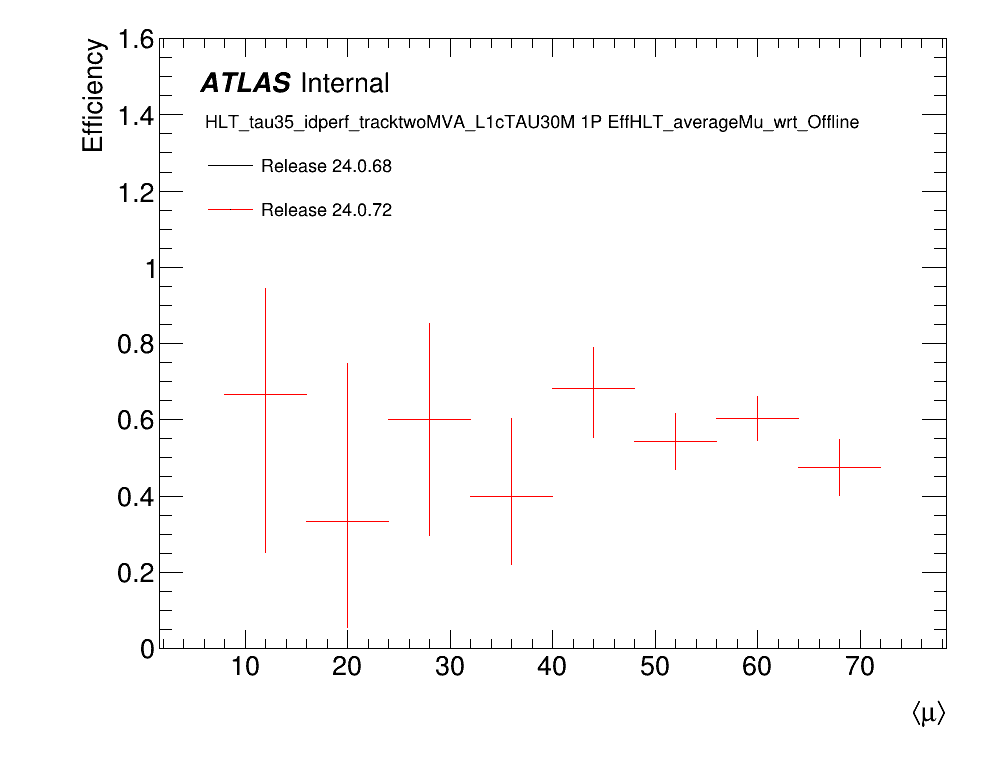 1.6
1.4
1.2
1
0.8
0.6
0.4
0.2
0
Efficiency
ATLAS Internal
HLT_tau35_idperf_tracktwoMVA_L1cTAU30M 1P EffHLT_averageMu_wrt_Offline
Release 24.0.68
Release 24.0.72
10 20 30 40 50 60 70
⟨μ⟩